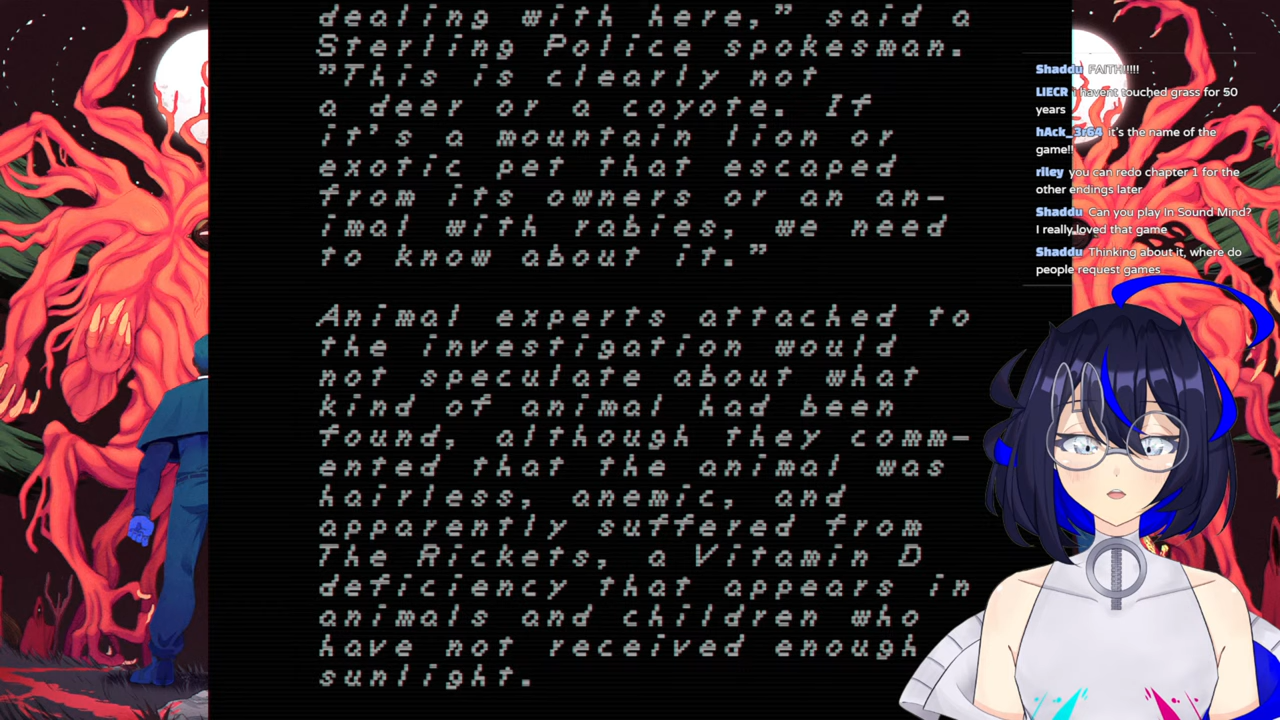 dealing with here,” said a
Sterling Police spokesman.
”This is clearly not
a deer or a coyote. If
it's a mountain lion or
exotic pet that escaped
from its owners or an an-
imal with rabies, we need
to know about it.”
Animal experts attached to
the investigation would
not speculate about what
kind of animal had been
found, although they comm-
ented that the animal was
hairless, anemic, and
apparently suffered from
The Rickets, a Vitamin D
deficiency that appears in
animals and children who
have not received enough
sunlight.
Shaddu FAITH!!!!!
LIECR i havent touched grass for 50
years
hAck_3r64 it's the name of the
game!!
riley you can redo chapter 1 for the
other endings later
Shaddu Can you play In Sound Mind?
I really loved that game
Shaddu Thinking about it, where do
people request games